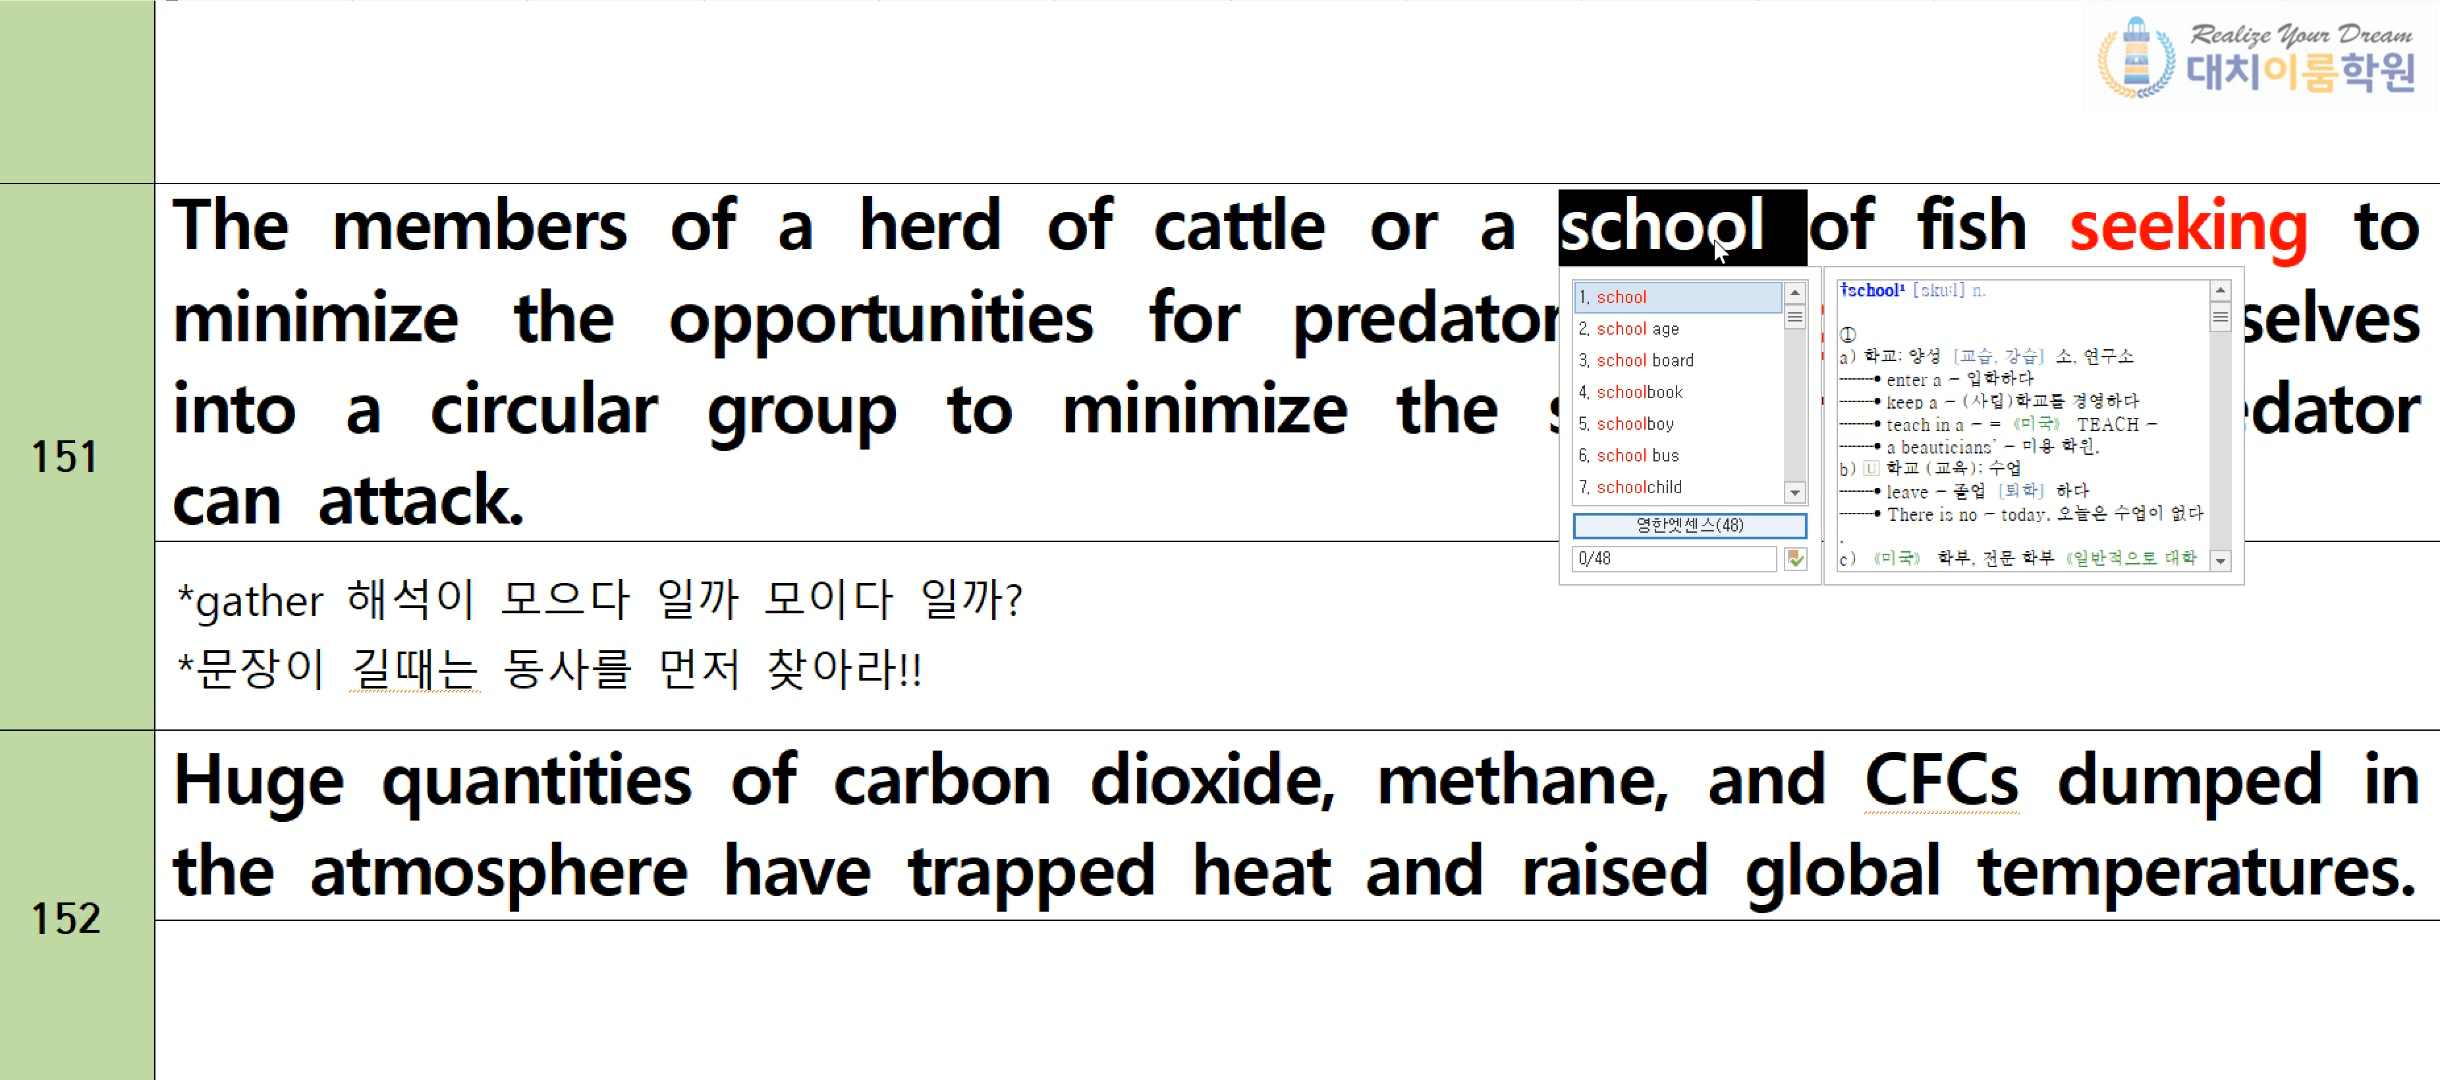 Realize Your Dream
대치이룸학원
The members of a herd of cattle or a school of fish seeking to
minimize the opportunities for predator selves
into a circular group to minimize the edator
can attack.
151
1. school
2. school age
3. school board
4. schoolbook
5. schoolboy
6. school bus
7. schoolchild
영한엣센스(48)
0/48
†school¹ [skuːl] n.
①
a) 학교; 양성 [교습, 강습] 소, 연구소
-------• enter a ~ 입학하다
-------• keep a ~ (사립)학교를 경영하다
-------• teach in a ~ = 《미국》 TEACH ~
-------• a beauticians' ~ 미용 학원.
b) U 학교 (교육); 수업
-------• leave ~ 졸업 [퇴학] 하다
-------• There is no ~ today. 오늘은 수업이 없다
.
c) 《미국》 학부, 전문 학부 《일반적으로 대학
*gather 해석이 모으다 일까 모이다 일까?
*문장이 길때는 동사를 먼저 찾아라!!
Huge quantities of carbon dioxide, methane, and CFCs dumped in
the atmosphere have trapped heat and raised global temperatures.
152